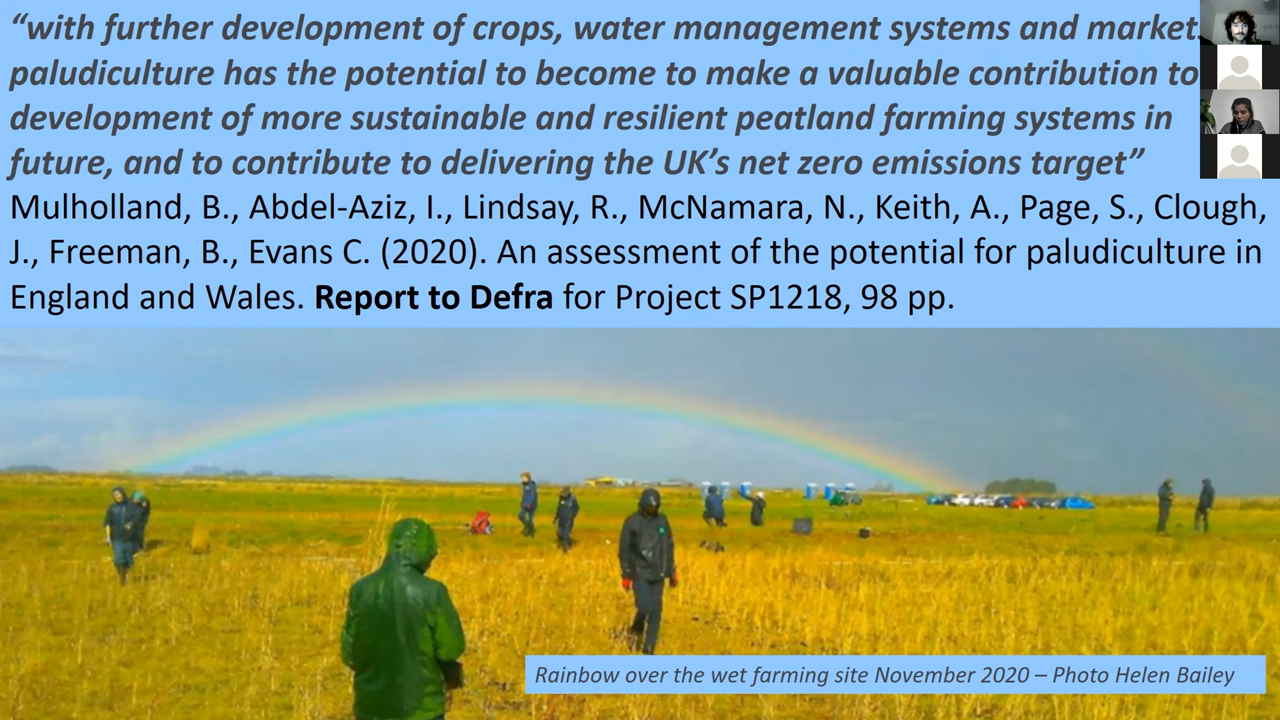 “with further development of crops, water management systems and market
paludiculture has the potential to become to make a valuable contribution to
development of more sustainable and resilient peatland farming systems in
future, and to contribute to delivering the UK’s net zero emissions target”
Mulholland, B., Abdel-Aziz, I., Lindsay, R., McNamara, N., Keith, A., Page, S., Clough,
J., Freeman, B., Evans C. (2020). An assessment of the potential for paludiculture in
England and Wales. Report to Defra for Project SP1218, 98 pp.
Rainbow over the wet farming site November 2020 – Photo Helen Bailey